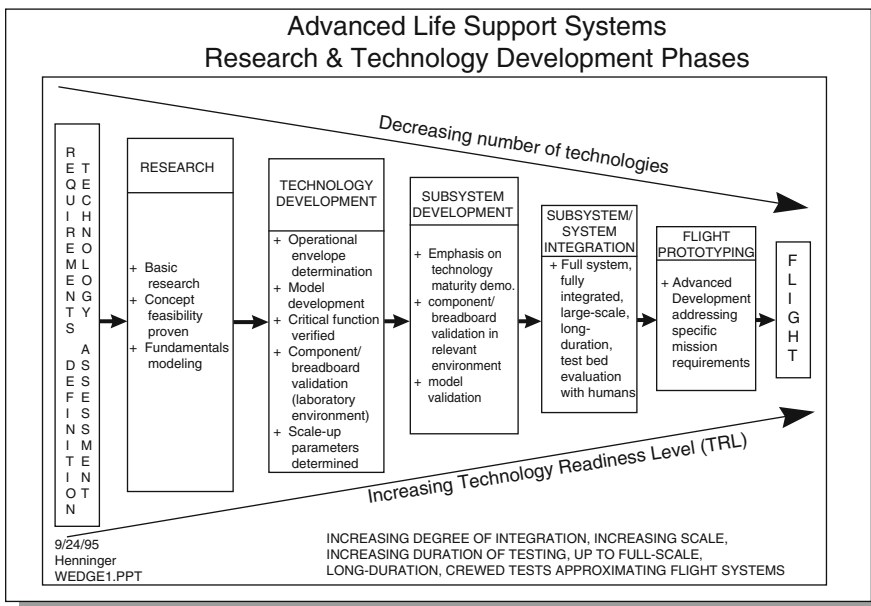 Advanced Life Support Systems
Research & Technology Development Phases
Decreasing number of technologies
REQUIREMENTS DEFINITION
TECHNOLOGY ASSESSMENT
RESEARCH
+ Basic
research
+ Concept
feasibility
proven
+ Fundamentals
modeling
TECHNOLOGY
DEVELOPMENT
+ Operational
envelope
determination
+ Model
development
+ Critical function
verified
+ Component/
breadboard
validation
(laboratory
environment)
+ Scale-up
parameters
determined
SUBSYSTEM
DEVELOPMENT
+ Emphasis on
technology
maturity demo.
+ component/
breadboard
validation in
relevant
environment
+ model
validation
SUBSYSTEM/
SYSTEM
INTEGRATION
+ Full system,
fully
integrated,
large-scale,
long-
duration,
test bed
evaluation
with humans
FLIGHT
PROTOTYPING
+ Advanced
Development
addressing
specific
mission
requirements
FLIGHT
Increasing Technology Readiness Level (TRL)
9/24/95
Henninger
WEDGE1.PPT
INCREASING DEGREE OF INTEGRATION, INCREASING SCALE,
INCREASING DURATION OF TESTING, UP TO FULL-SCALE,
LONG-DURATION, CREWED TESTS APPROXIMATING FLIGHT SYSTEMS